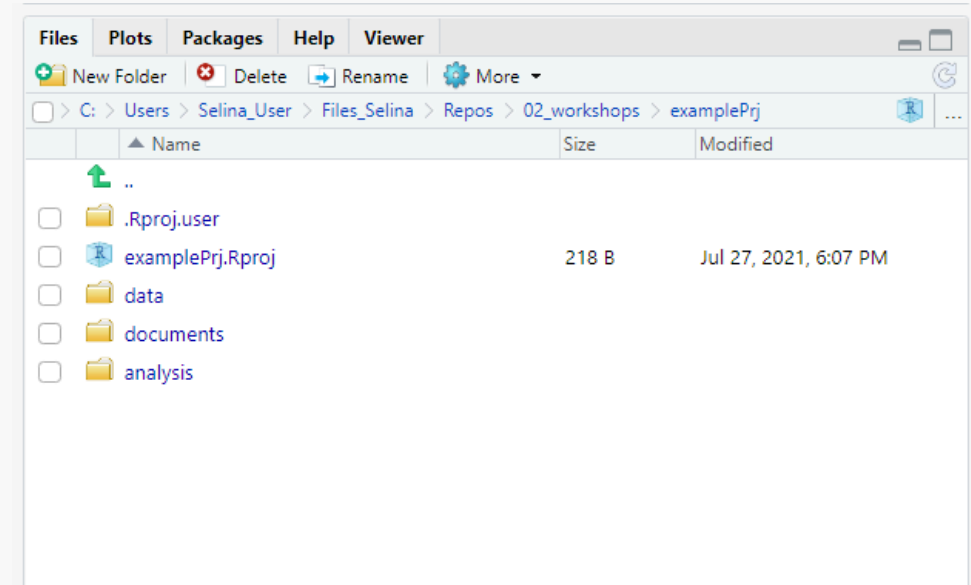 Files Plots Packages Help Viewer
New Folder Delete Rename More
> C: > Users > Selina_User > Files_Selina > Repos > 02_workshops > examplePrj R ...
Name Size Modified
..
.Rproj.user
R examplePrj.Rproj 218 B Jul 27, 2021, 6:07 PM
data
documents
analysis